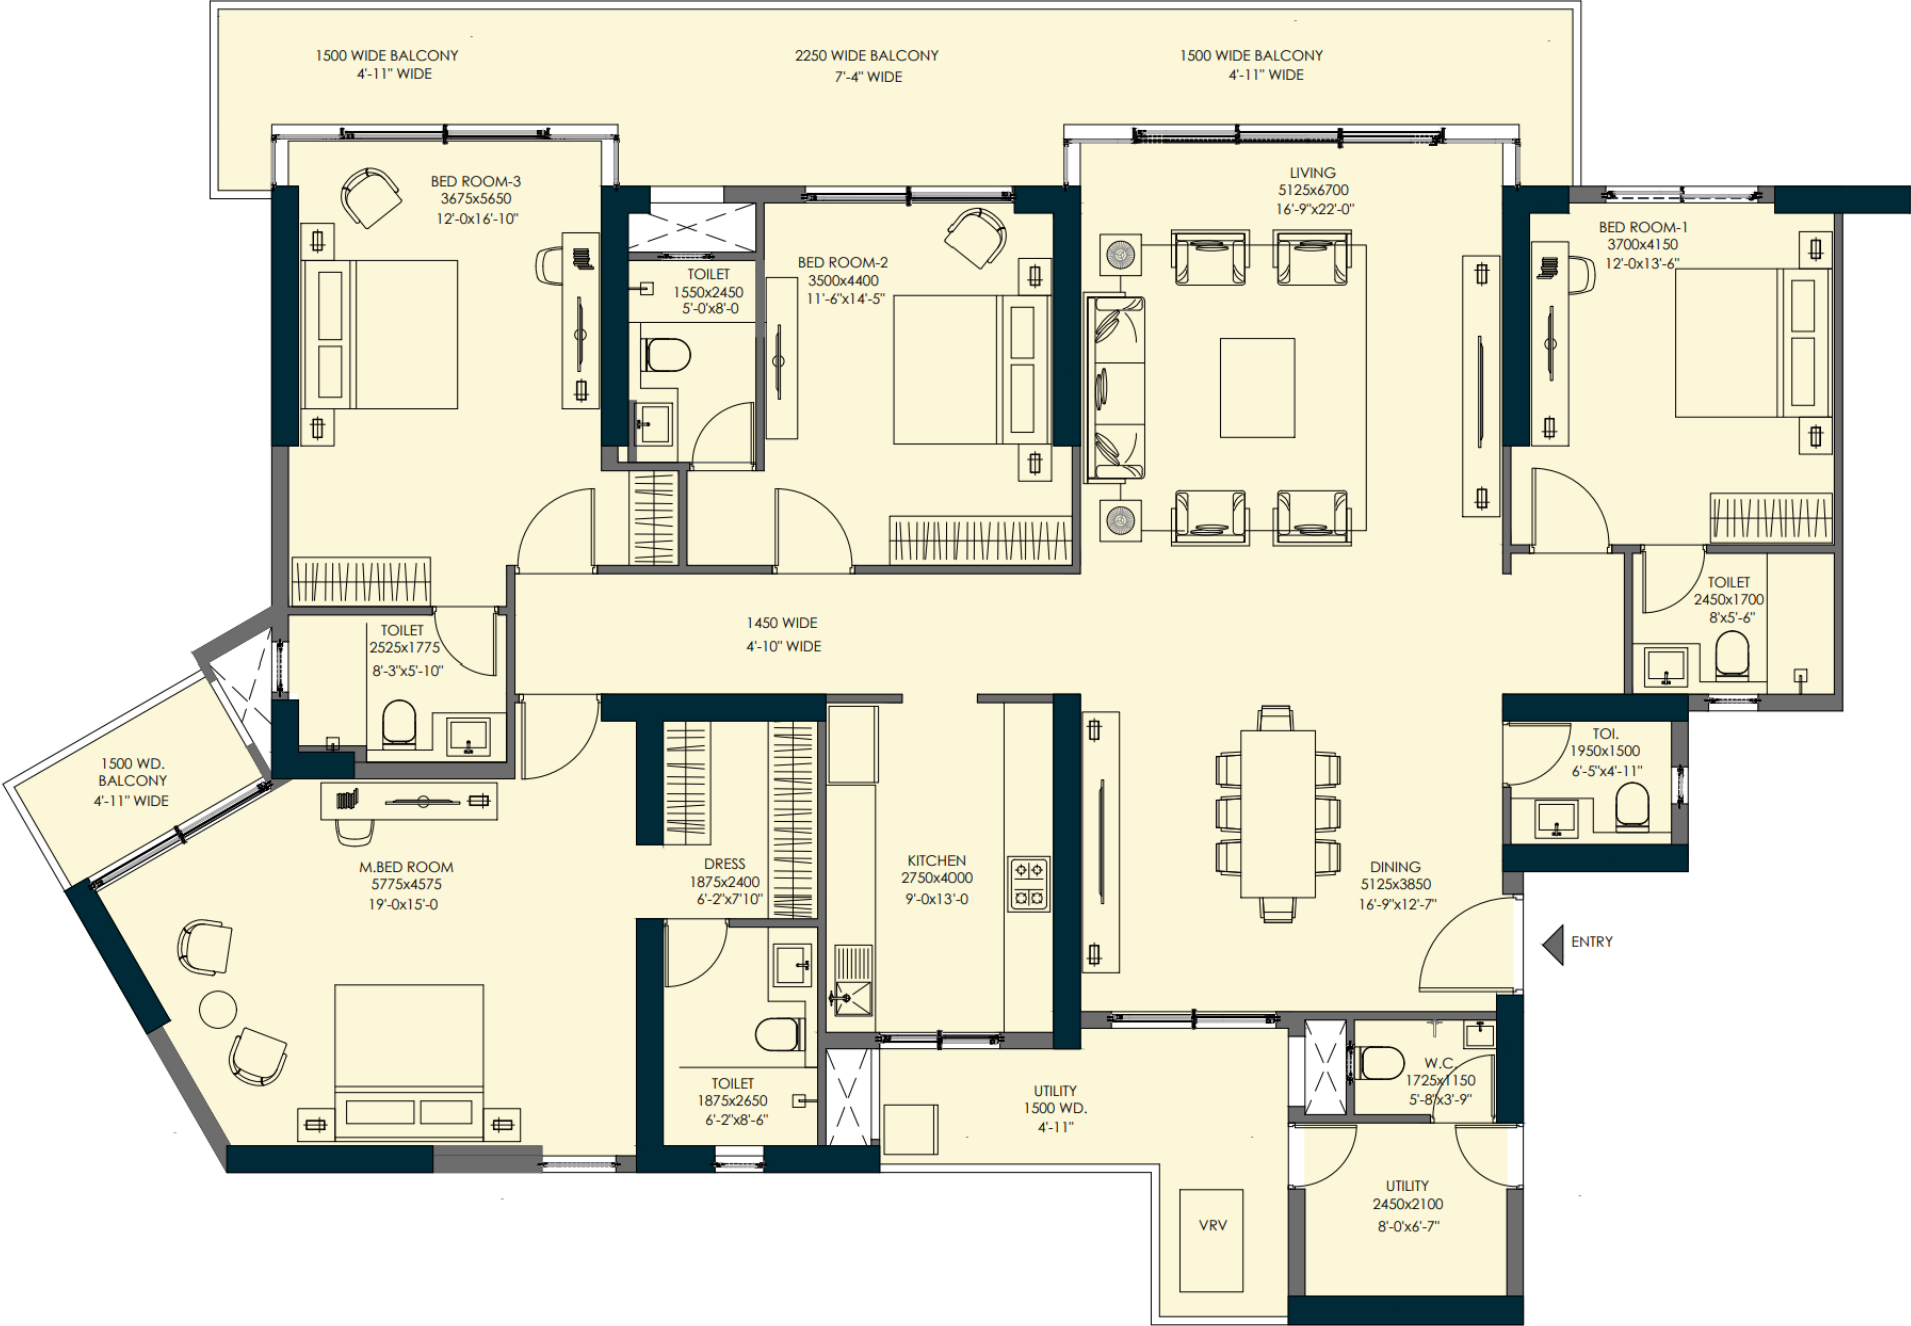 1500 WIDE BALCONY
4'-11" WIDE
2250 WIDE BALCONY
7'-4" WIDE
1500 WIDE BALCONY
4'-11" WIDE
BED ROOM-3
3675x5650
12'-0x16'-10"
TOILET
1550x2450
5'-0"x8'-0
BED ROOM-2
3500x4400
11'-6"x14'-5"
LIVING
5125x6700
16'-9"x22'-0"
BED ROOM-1
3700x4150
12'-0x13'-6"
TOILET
2525x1775
8'-3"x5'-10"
1450 WIDE
4'-10" WIDE
TOILET
2450x1700
8'x5'-6"
1500 WD.
BALCONY
4'-11" WIDE
M.BED ROOM
5775x4575
19'-0x15'-0
DRESS
1875x2400
6'-2"x7'10"
KITCHEN
2750x4000
9'-0x13'-0
DINING
5125x3850
16'-9"x12'-7"
TOI.
1950x1500
6'-5"x4'-11"
ENTRY
TOILET
1875x2650
6'-2"x8'-6"
UTILITY
1500 WD.
4'-11"
W.C.
1725x1150
5'-8"x3'-9"
VRV
UTILITY
2450x2100
8'-0"x6'-7"